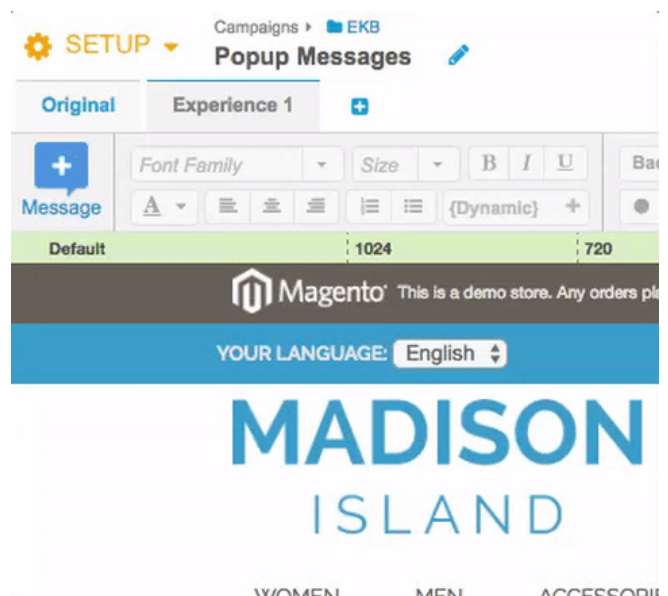 SETUP
Campaigns EKB
Popup Messages
Original Experience 1
Message
Font Family Size B I U
A {Dynamic} +
Default 1024 720
Magento This is a demo store. Any orders
YOUR LANGUAGE: English
MADISON
ISLAND
WOMEN MEN